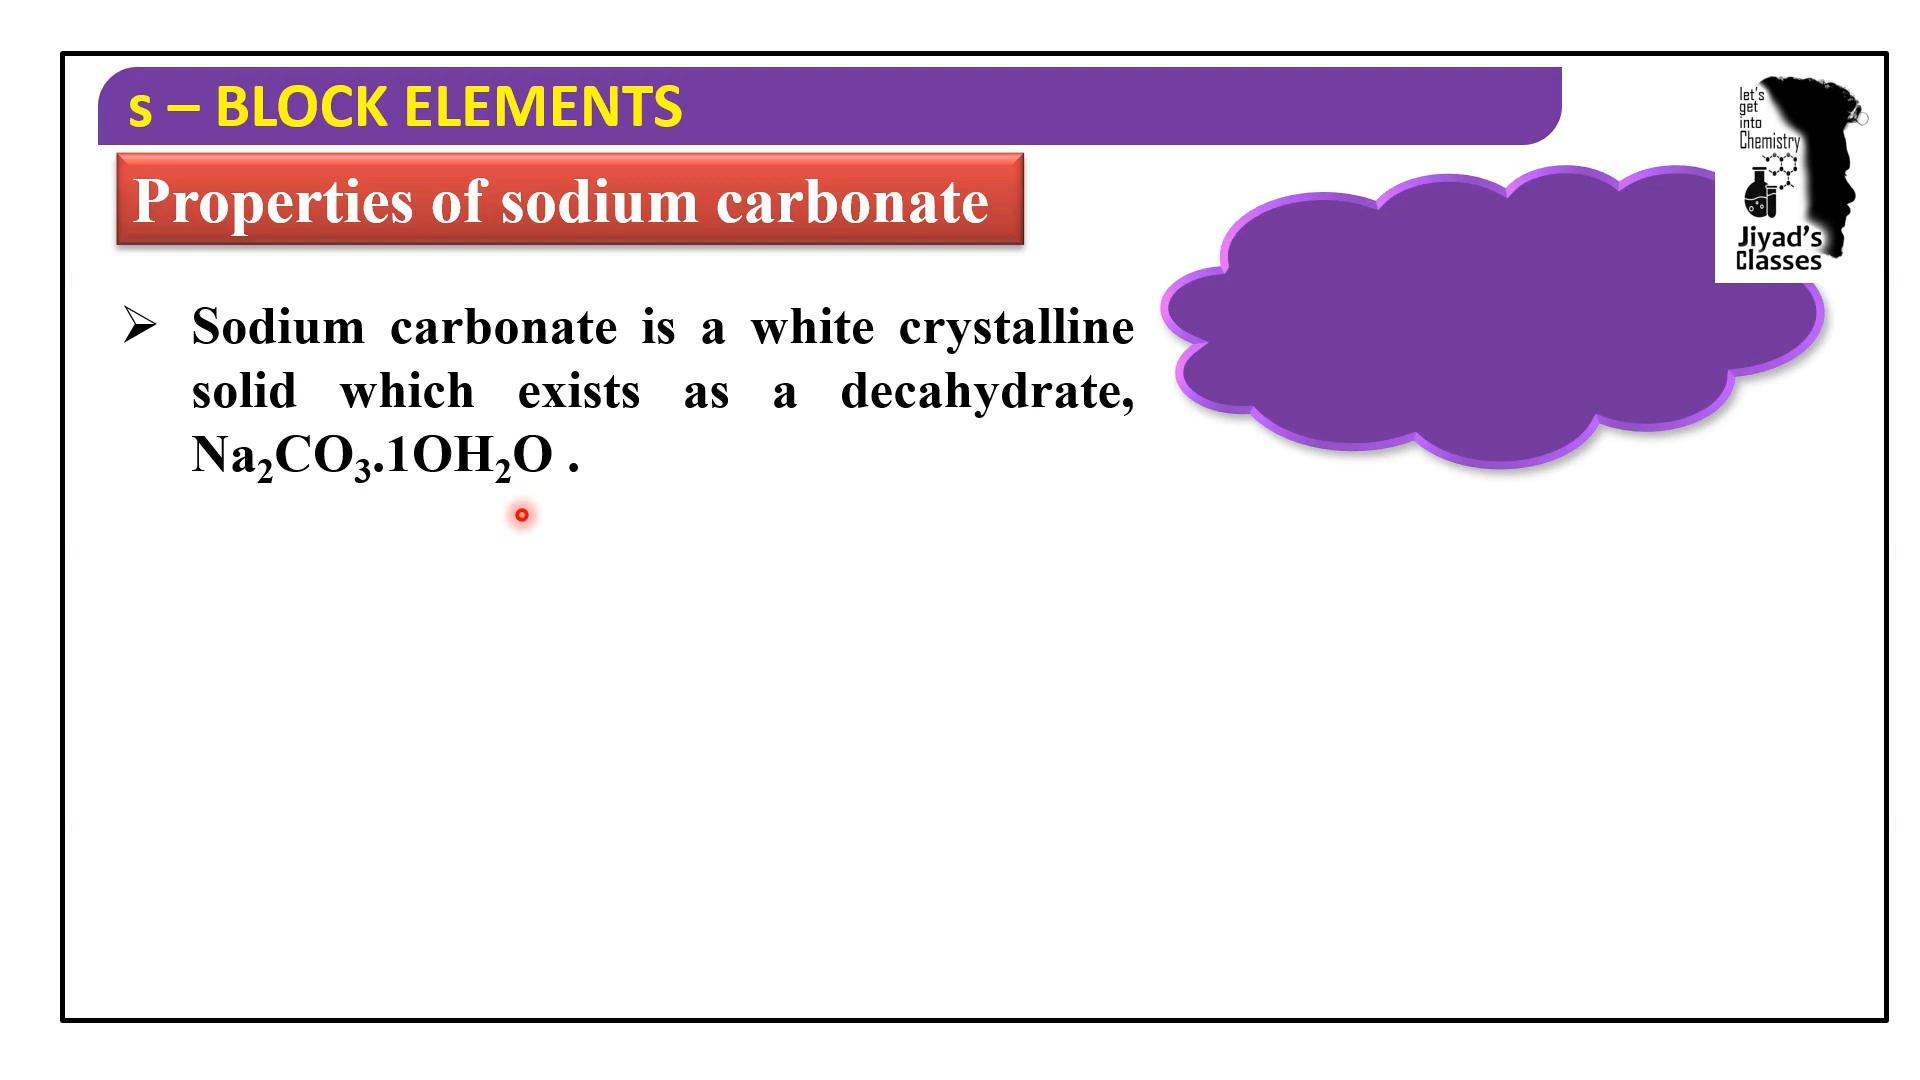 s – BLOCK ELEMENTS
let's
get
into
Chemistry
Jiyad's
Classes
Properties of sodium carbonate
➢ Sodium carbonate is a white crystalline
solid which exists as a decahydrate,
Na₂CO₃.1OH₂O .